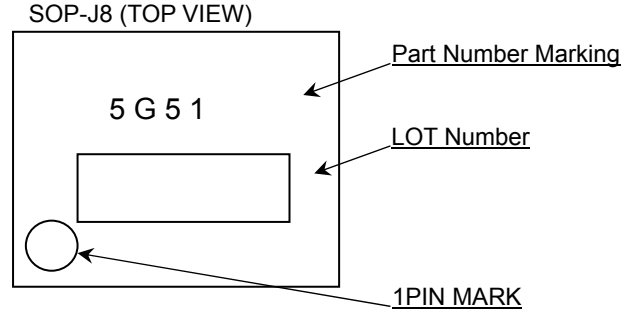 SOP-J8 (TOP VIEW)
Part Number Marking
5 G 5 1
LOT Number
1PIN MARK